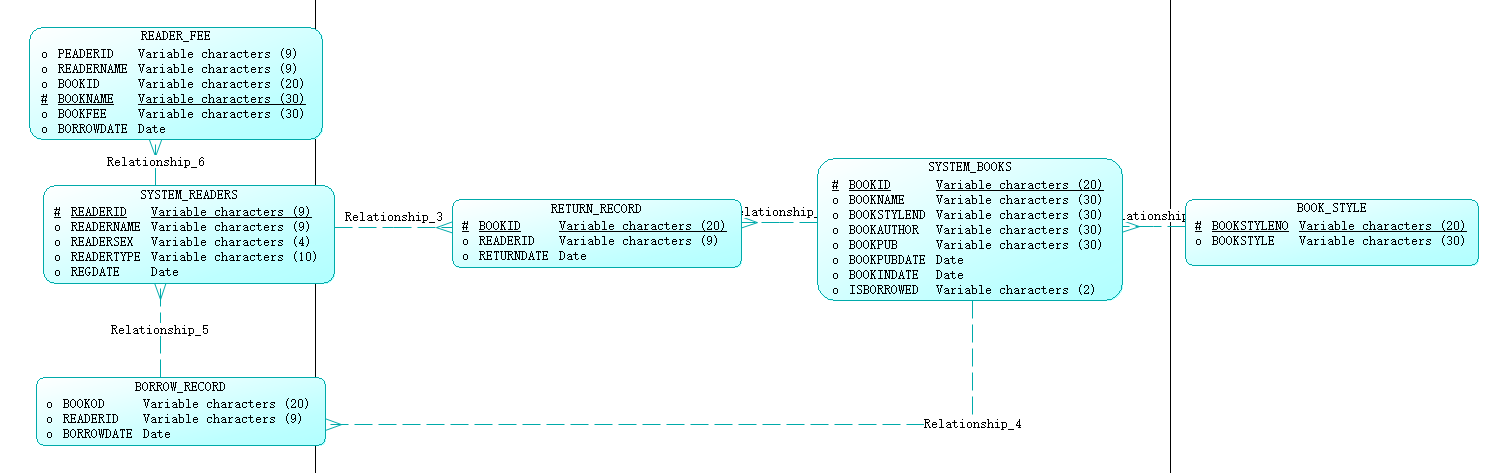 READER_FEE
o PEADERID Variable characters (9)
o READERNAME Variable characters (9)
o BOOKID Variable characters (20)
# BOOKNAME Variable characters (30)
o BOOKFEE Variable characters (30)
o BORROWDATE Date
Relationship_6
SYSTEM_READERS
# READERID Variable characters (9)
o READERNAME Variable characters (9)
o READERSEX Variable characters (4)
o READERTYPE Variable characters (10)
o REGDATE Date
Relationship_5
BORROW_RECORD
o BOOKOD Variable characters (20)
o READERID Variable characters (9)
o BORROWDATE Date
Relationship_3
RETURN_RECORD
# BOOKID Variable characters (20)
o READERID Variable characters (9)
o RETURNDATE Date
elationship_
SYSTEM_BOOKS
# BOOKID Variable characters (20)
o BOOKNAME Variable characters (30)
o BOOKSTYLENO Variable characters (30)
o BOOKAUTHOR Variable characters (30)
o BOOKPUB Variable characters (30)
o BOOKPUBDATE Date
o BOOKINDATE Date
o ISBORROWED Variable characters (2)
Relationship_4
lationship
BOOK_STYLE
# BOOKSTYLENO Variable characters (20)
o BOOKSTYLE Variable characters (30)